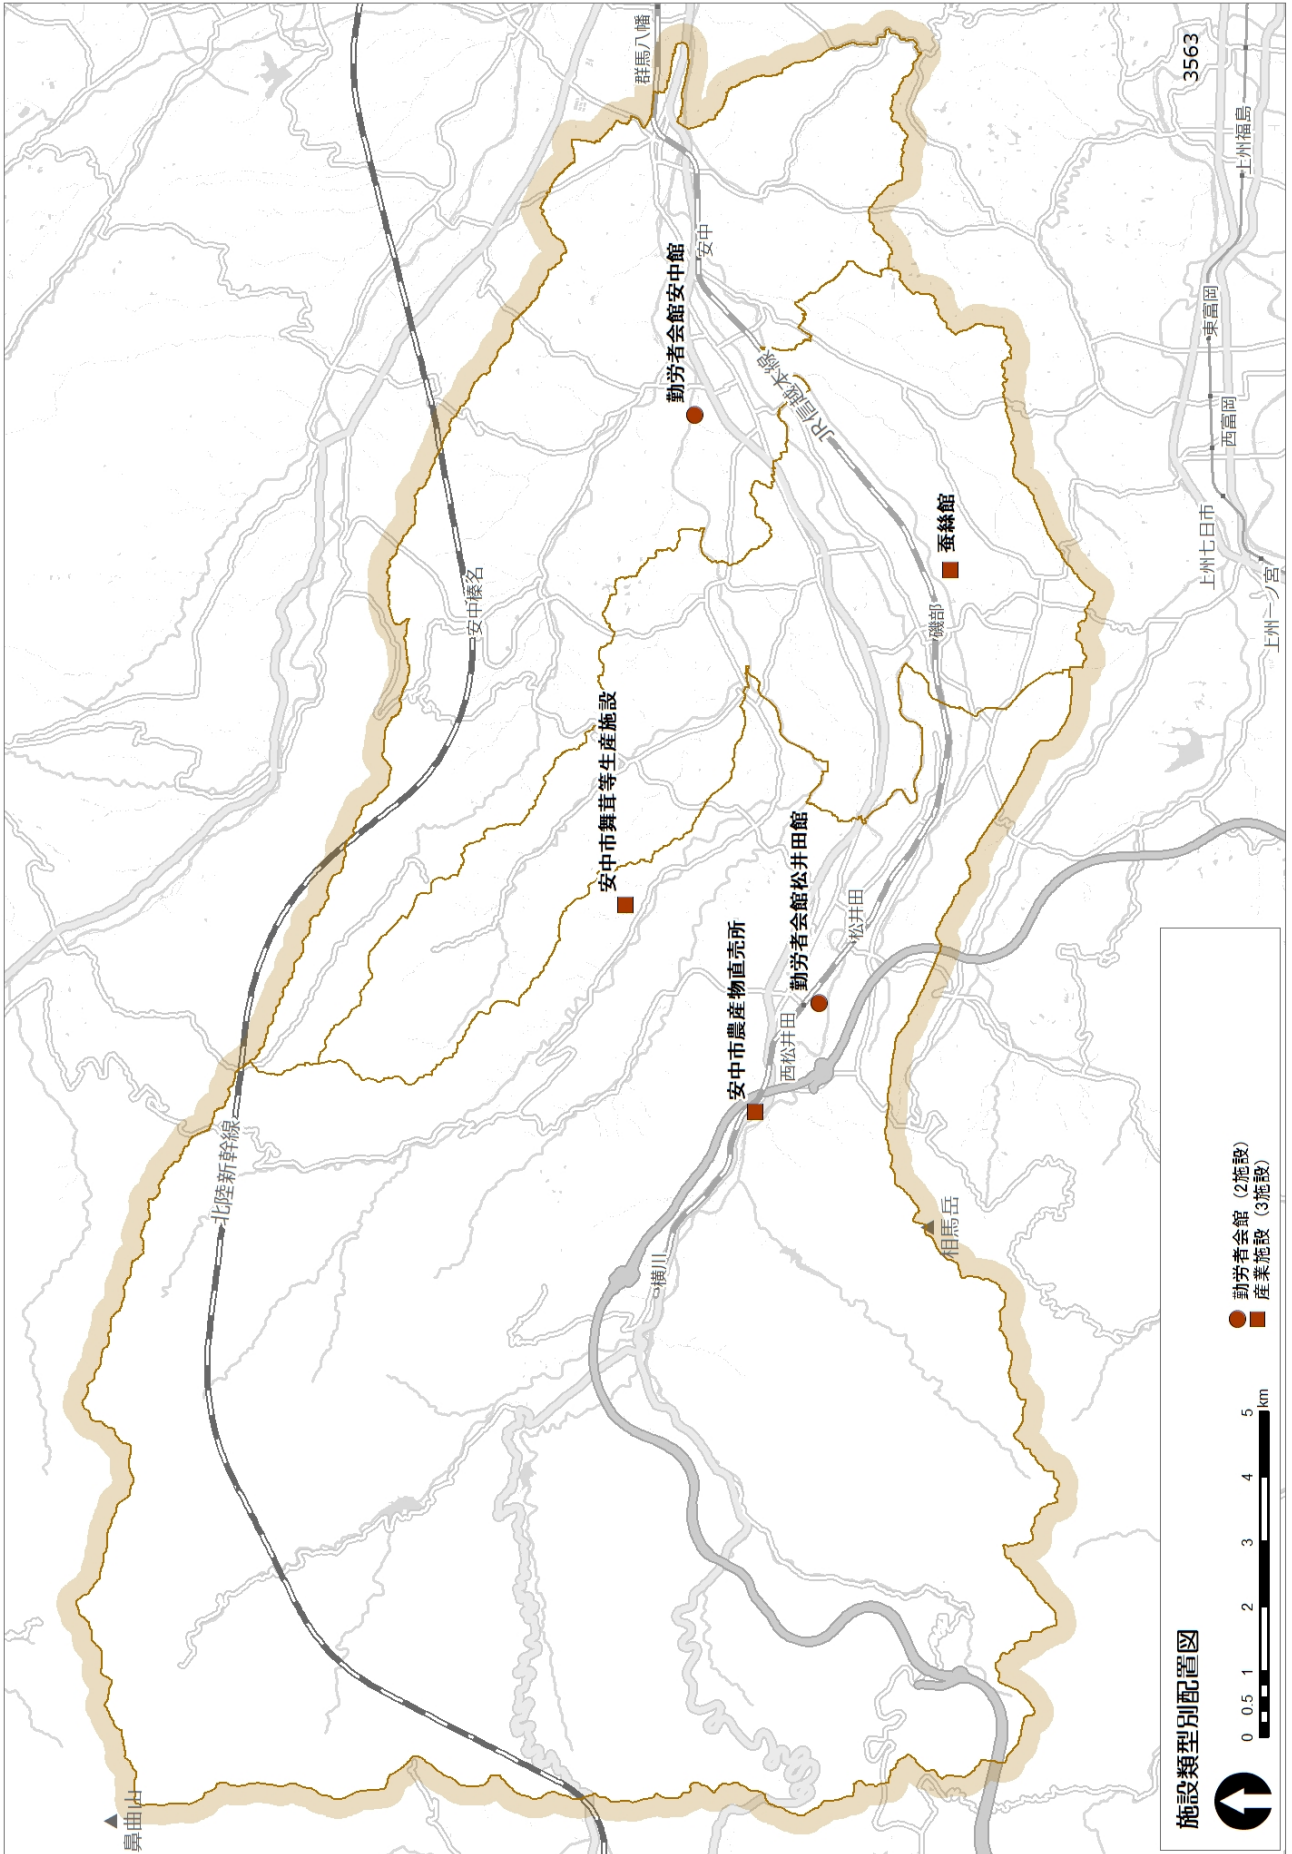 群馬八幡
安中
勤労者会館安中館
JR信越本線
安中榛名
蚕絲館
磯部
安中市舞茸等生産施設
勤労者会館松井田館
松井田
西松井田
安中市農産物直売所
北陸新幹線
横川
相馬岳
鼻曲山
上州福島
東富岡
西富岡
上州七日市
上州一ノ宮
3563
施設類型別配置図
勤労者会館（2施設）
産業施設（3施設）
0 0.5 1 2 3 4 5
km